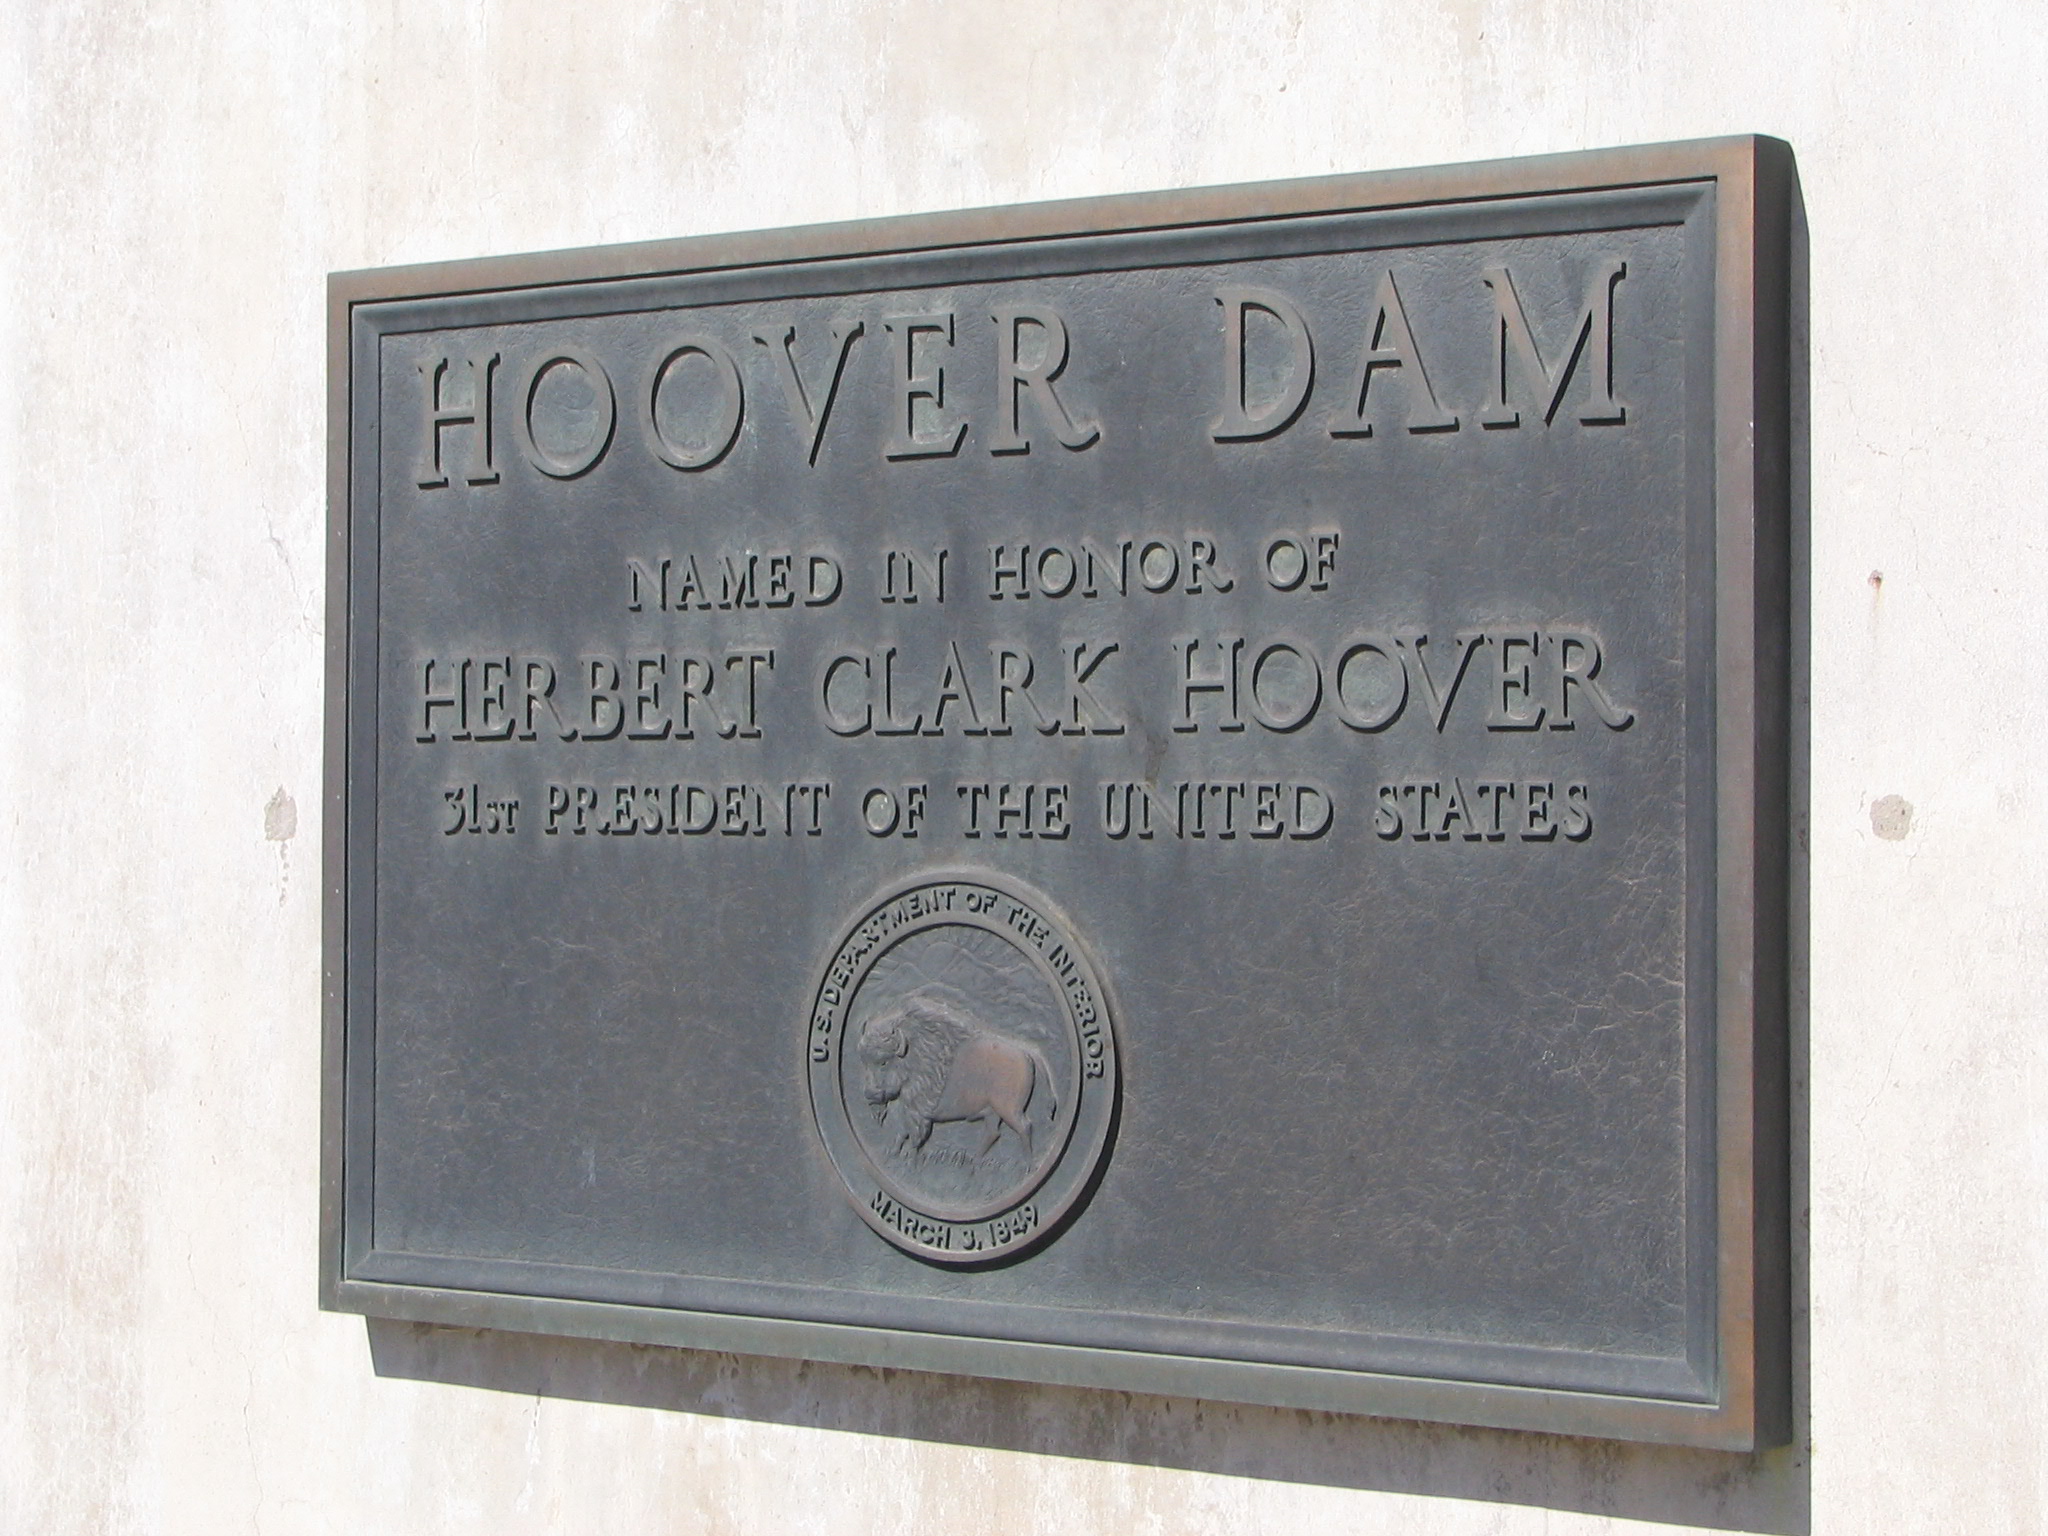 HOOVER DAM
NAMED IN HONOR OF
HERBERT CLARK HOOVER
31ST PRESIDENT OF THE UNITED STATES
U.S. DEPARTMENT OF THE INTERIOR
MARCH 3, 1849